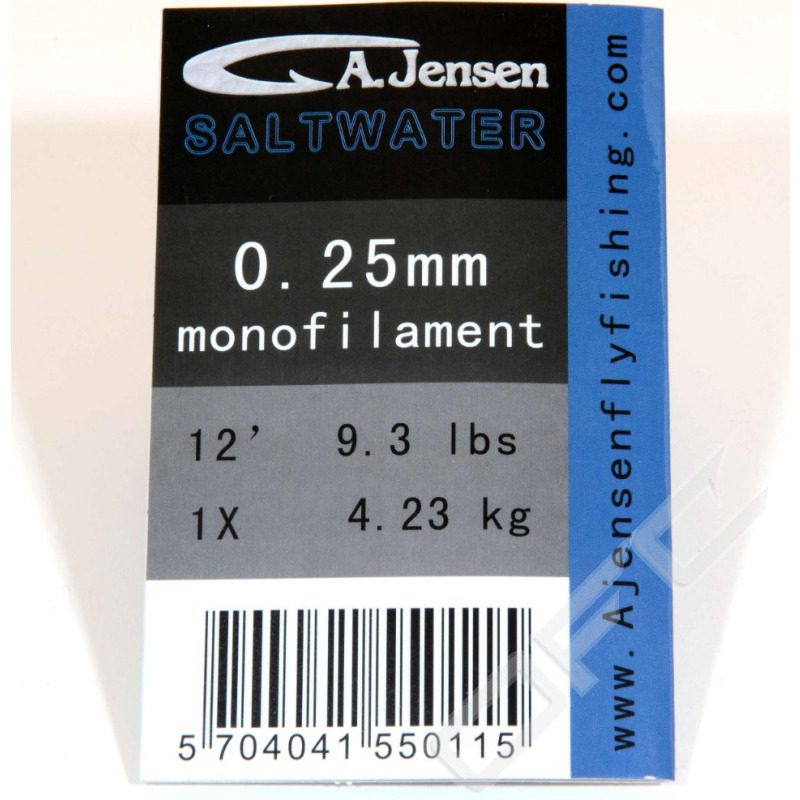 A.Jensen
SALTWATER
0.25mm
monofilament
12' 9.3 lbs
1X 4.23 kg
5 704041 550115
www.Ajensenflyfishing.com
OFC